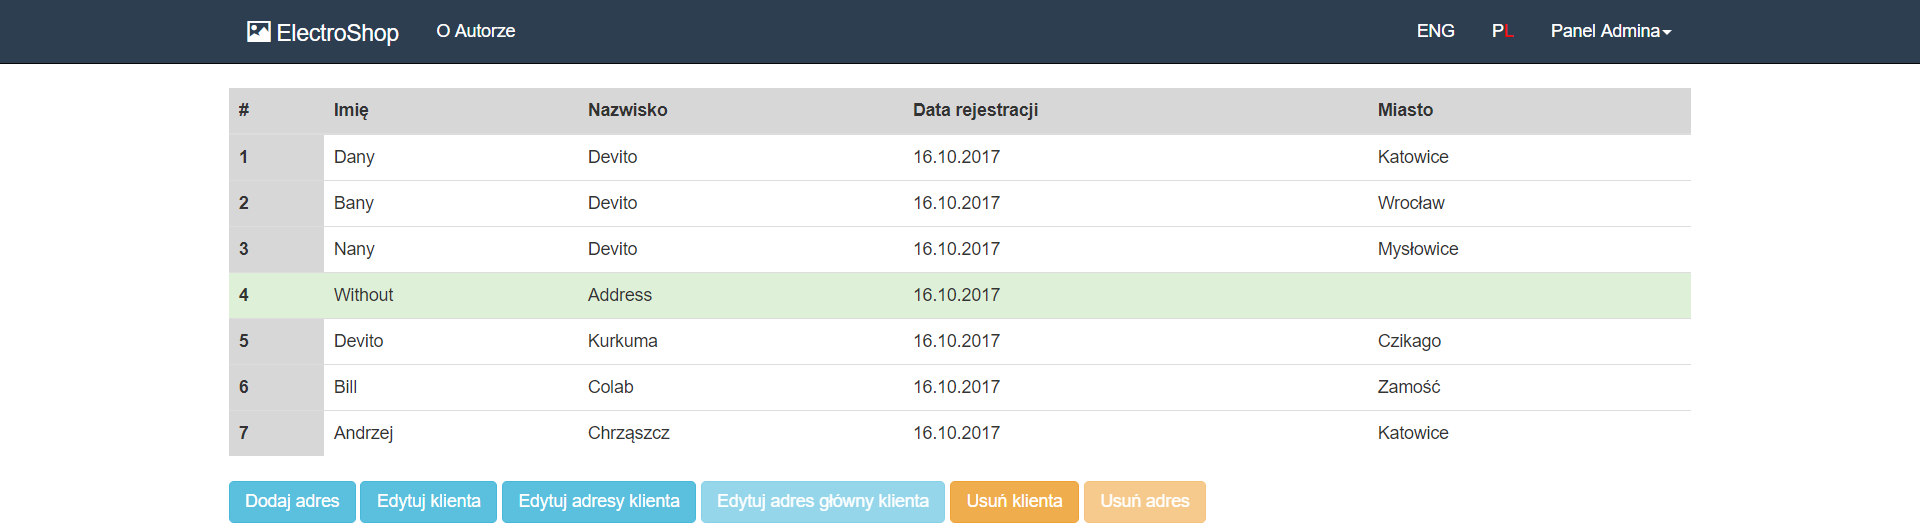 ElectroShop O Autorze ENG PL Panel Admina
# Imię Nazwisko Data rejestracji Miasto
1 Dany Devito 16.10.2017 Katowice
2 Bany Devito 16.10.2017 Wrocław
3 Nany Devito 16.10.2017 Mysłowice
4 Without Address 16.10.2017
5 Devito Kurkuma 16.10.2017 Czikago
6 Bill Colab 16.10.2017 Zamość
7 Andrzej Chrząszcz 16.10.2017 Katowice
Dodaj adres Edytuj klienta Edytuj adresy klienta Edytuj adres główny klienta Usuń klienta Usuń adres